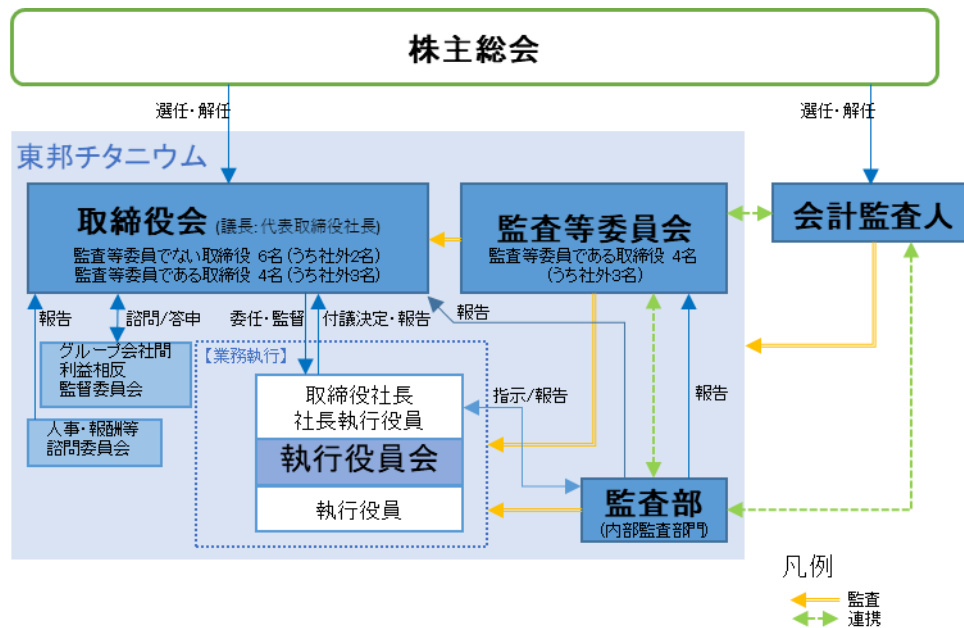 株主総会
選任・解任
選任・解任
東邦チタニウム
取締役会 (議長:代表取締役社長)
監査等委員でない取締役 6名(うち社外2名)
監査等委員である取締役 4名(うち社外3名)
監査等委員会
監査等委員である取締役 4名
(うち社外3名)
会計監査人
報告
諮問/答申
委任・監督
付議決定・報告
報告
グループ会社間
利益相反
監督委員会
人事・報酬等
諮問委員会
【業務執行】
取締役社長
社長執行役員
執行役員会
執行役員
指示/報告
報告
監査部
(内部監査部門)
凡例
監査
連携